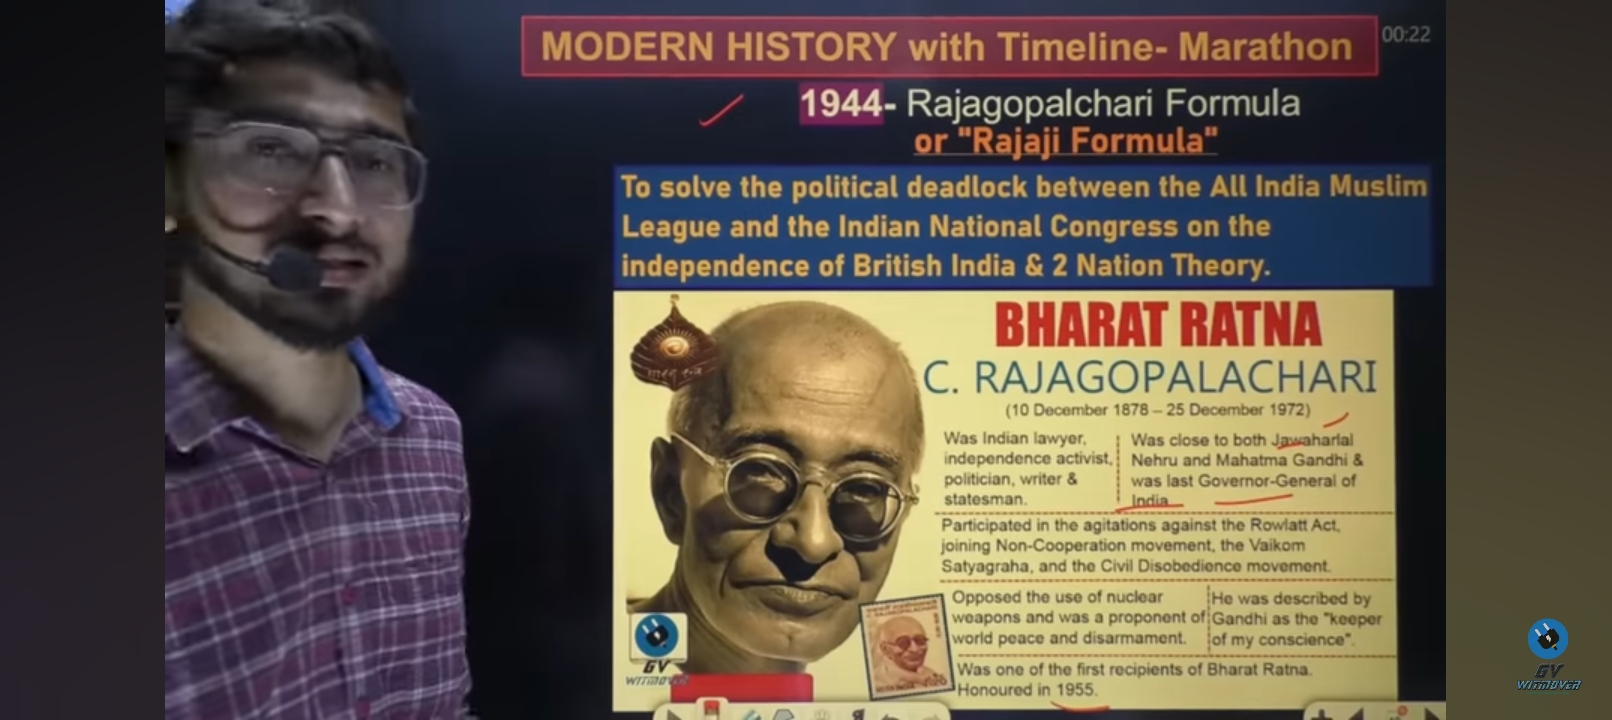 MODERN HISTORY with Timeline- Marathon
00:22
1944- Rajagopalchari Formula
or "Rajaji Formula"
To solve the political deadlock between the All India Muslim
League and the Indian National Congress on the
independence of British India & 2 Nation Theory.
BHARAT RATNA
C. RAJAGOPALACHARI
(10 December 1878 – 25 December 1972)
Was Indian lawyer,
independence activist,
politician, writer &
statesman.
Was close to both Jawaharlal
Nehru and Mahatma Gandhi &
was last Governor-General of
India
Participated in the agitations against the Rowlatt Act,
joining Non-Cooperation movement, the Vaikom
Satyagraha, and the Civil Disobedience movement.
Opposed the use of nuclear
weapons and was a proponent of
world peace and disarmament.
He was described by
Gandhi as the "keeper
of my conscience".
C. RAJAGOPALACHARI
Was one of the first recipients of Bharat Ratna.
Honoured in 1955.
GV
WITMOVER
GV
WITMOVER